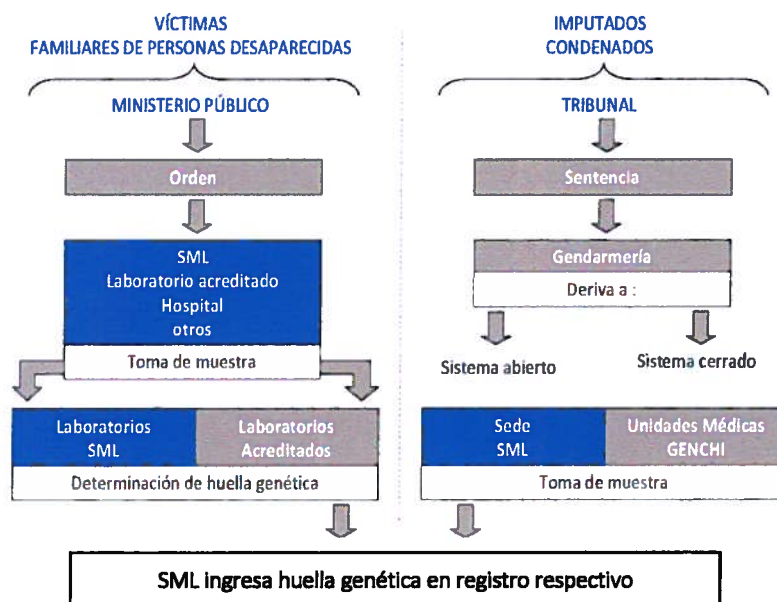 VÍCTIMAS
FAMILIARES DE PERSONAS DESAPARECIDAS
MINISTERIO PÚBLICO
Orden
SML
Laboratorio acreditado
Hospital
otros
Toma de muestra
Laboratorios
SML
Laboratorios
Acreditados
Determinación de huella genética
IMPUTADOS
CONDENADOS
TRIBUNAL
Sentencia
Gendarmería
Deriva a :
Sistema abierto
Sistema cerrado
Sede
SML
Unidades Médicas
GENCHI
Toma de muestra
SML ingresa huella genética en registro respectivo